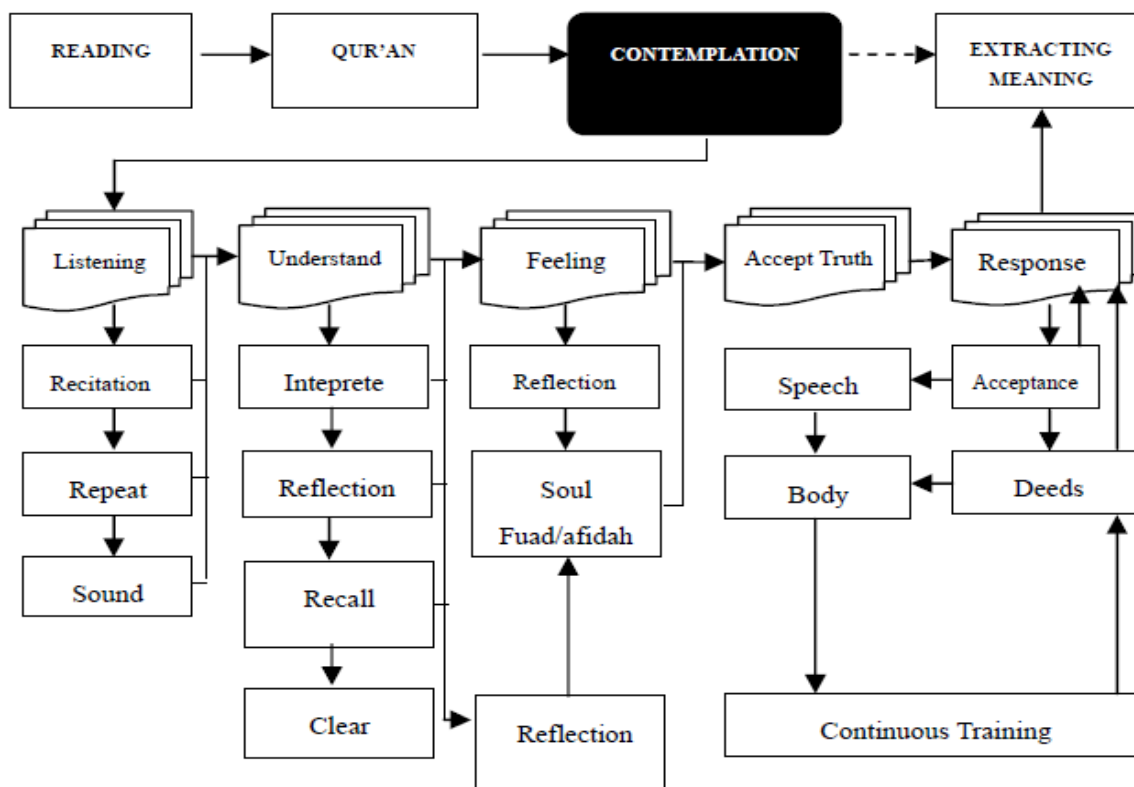 READING
QUR’AN
CONTEMPLATION
EXTRACTING
MEANING
Listening
Understand
Feeling
Accept Truth
Response
Recitation
Inteprete
Reflection
Speech
Acceptance
Repeat
Reflection
Soul
Fuad/afidah
Body
Deeds
Sound
Recall
Clear
Reflection
Continuous Training